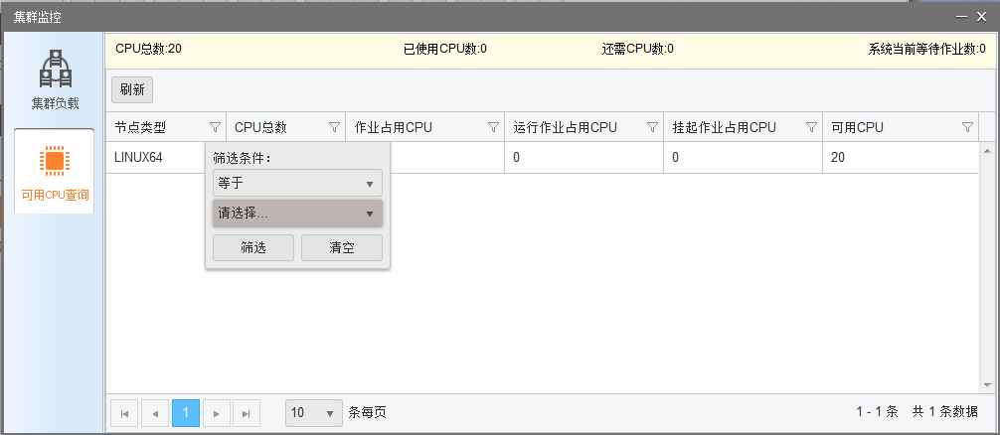 集群监控
集群负载
可用CPU查询
CPU总数:20 已使用CPU数:0 还需CPU数:0 系统当前等待作业数:0
刷新
节点类型 CPU总数 作业占用CPU 运行作业占用CPU 挂起作业占用CPU 可用CPU
LINUX64 0 0 20
筛选条件：
等于
请选择...
筛选 清空
1 10 条每页 1 - 1 条 共 1 条数据